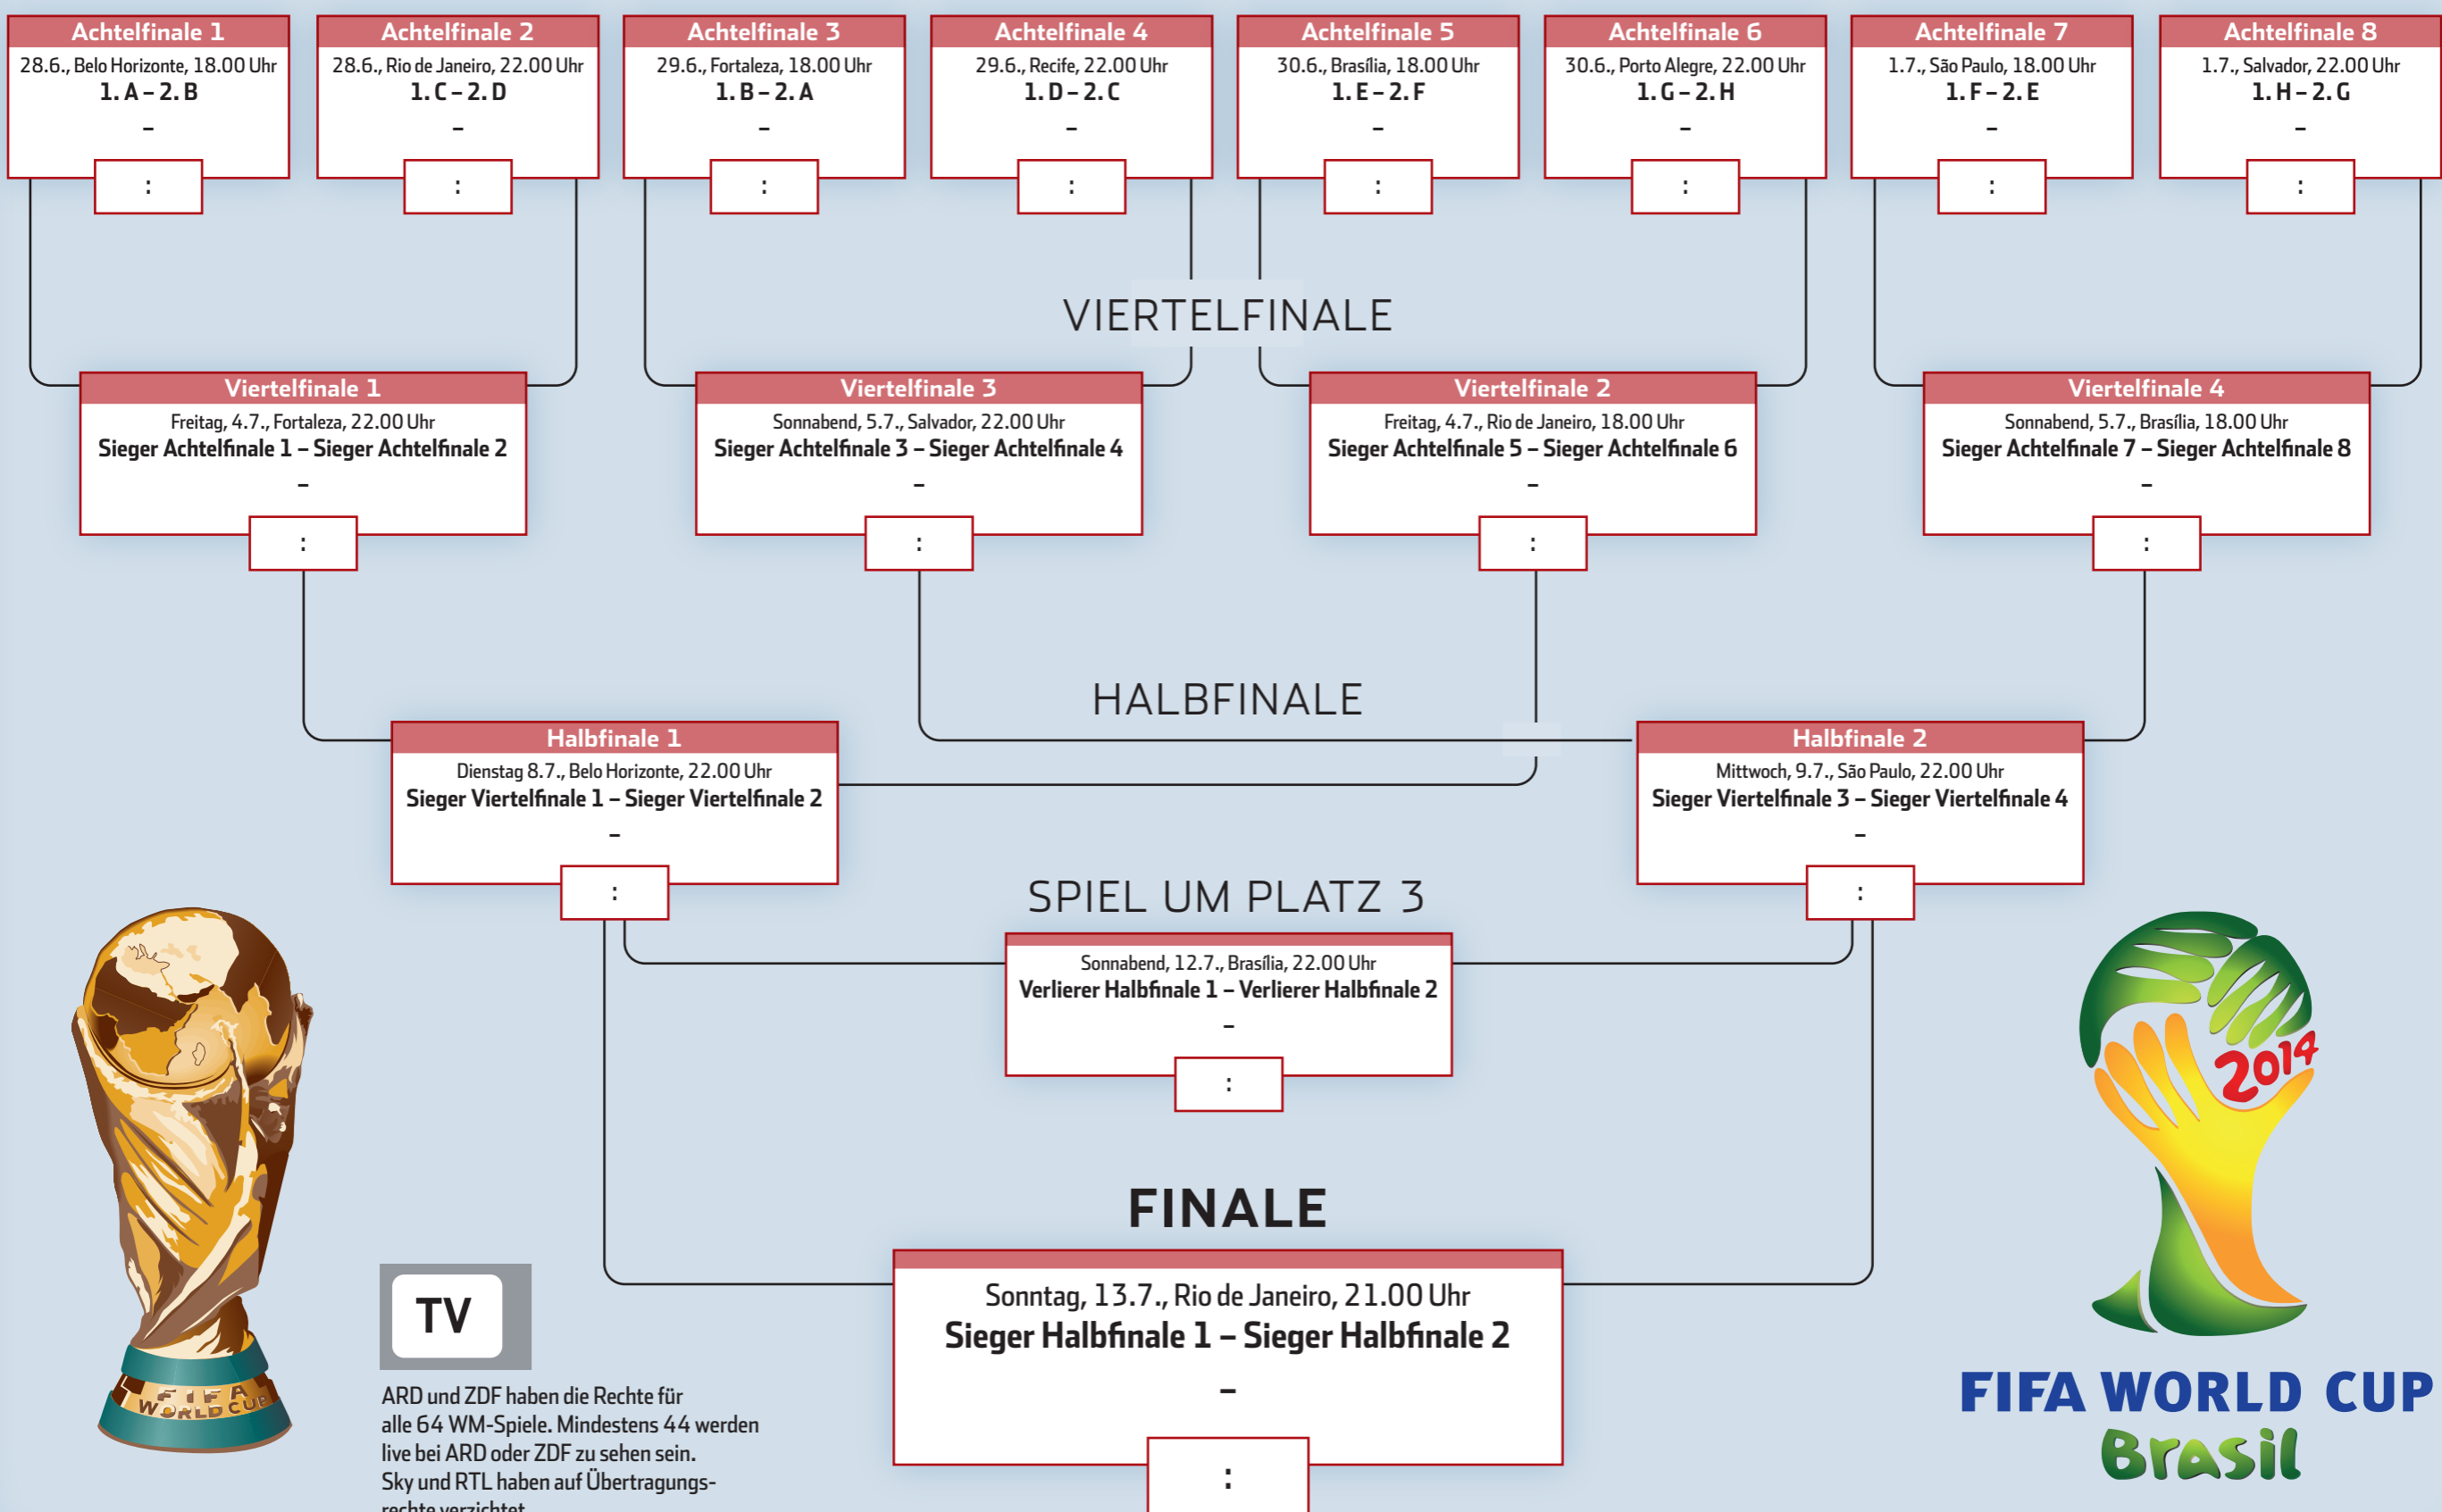 Achtelfinale 1
28.6., Belo Horizonte, 18.00 Uhr
1. A – 2. B
–
:
Achtelfinale 2
28.6., Rio de Janeiro, 22.00 Uhr
1. C – 2. D
–
:
Achtelfinale 3
29.6., Fortaleza, 18.00 Uhr
1. B – 2. A
–
:
Achtelfinale 4
29.6., Recife, 22.00 Uhr
1. D – 2. C
–
:
Achtelfinale 5
30.6., Brasília, 18.00 Uhr
1. E – 2. F
–
:
Achtelfinale 6
30.6., Porto Alegre, 22.00 Uhr
1. G – 2. H
–
:
Achtelfinale 7
1.7., São Paulo, 18.00 Uhr
1. F – 2. E
–
:
Achtelfinale 8
1.7., Salvador, 22.00 Uhr
1. H – 2. G
–
:
VIERTELFINALE
Viertelfinale 1
Freitag, 4.7., Fortaleza, 22.00 Uhr
Sieger Achtelfinale 1 – Sieger Achtelfinale 2
–
:
Viertelfinale 3
Sonnabend, 5.7., Salvador, 22.00 Uhr
Sieger Achtelfinale 3 – Sieger Achtelfinale 4
–
:
Viertelfinale 2
Freitag, 4.7., Rio de Janeiro, 18.00 Uhr
Sieger Achtelfinale 5 – Sieger Achtelfinale 6
–
:
Viertelfinale 4
Sonnabend, 5.7., Brasília, 18.00 Uhr
Sieger Achtelfinale 7 – Sieger Achtelfinale 8
–
:
HALBFINALE
Halbfinale 1
Dienstag 8.7., Belo Horizonte, 22.00 Uhr
Sieger Viertelfinale 1 – Sieger Viertelfinale 2
–
:
Halbfinale 2
Mittwoch, 9.7., São Paulo, 22.00 Uhr
Sieger Viertelfinale 3 – Sieger Viertelfinale 4
–
:
SPIEL UM PLATZ 3
Sonnabend, 12.7., Brasília, 22.00 Uhr
Verlierer Halbfinale 1 – Verlierer Halbfinale 2
–
:
FINALE
Sonntag, 13.7., Rio de Janeiro, 21.00 Uhr
Sieger Halbfinale 1 – Sieger Halbfinale 2
–
:
FIFA
WORLD CUP
TV
ARD und ZDF haben die Rechte für
alle 64 WM-Spiele. Mindestens 44 werden
live bei ARD oder ZDF zu sehen sein.
Sky und RTL haben auf Übertragungs-
rechte verzichtet
2014
FIFA WORLD CUP
Brasil